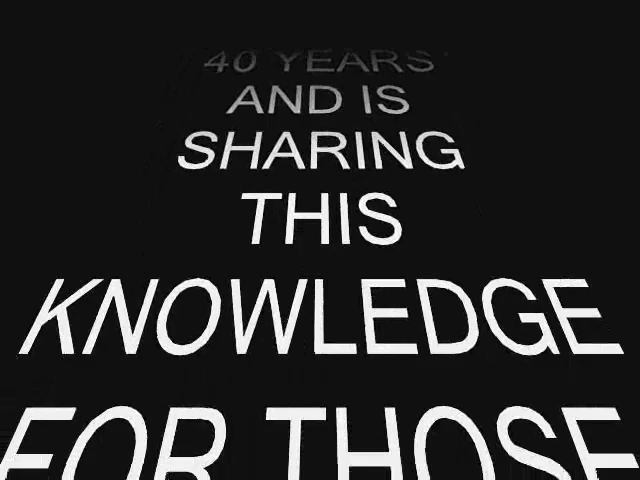 40 YEARS
AND IS
SHARING
THIS
KNOWLEDGE
FOR THOSE